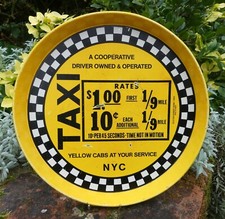 A COOPERATIVE
DRIVER OWNED & OPERATED
TAXI
RATES
$1.00 FIRST 1/9 MILE
10¢ EACH ADDITIONAL 1/9 MILE
10¢ PER 45 SECONDS - TIME NOT IN MOTION
YELLOW CABS AT YOUR SERVICE
NYC